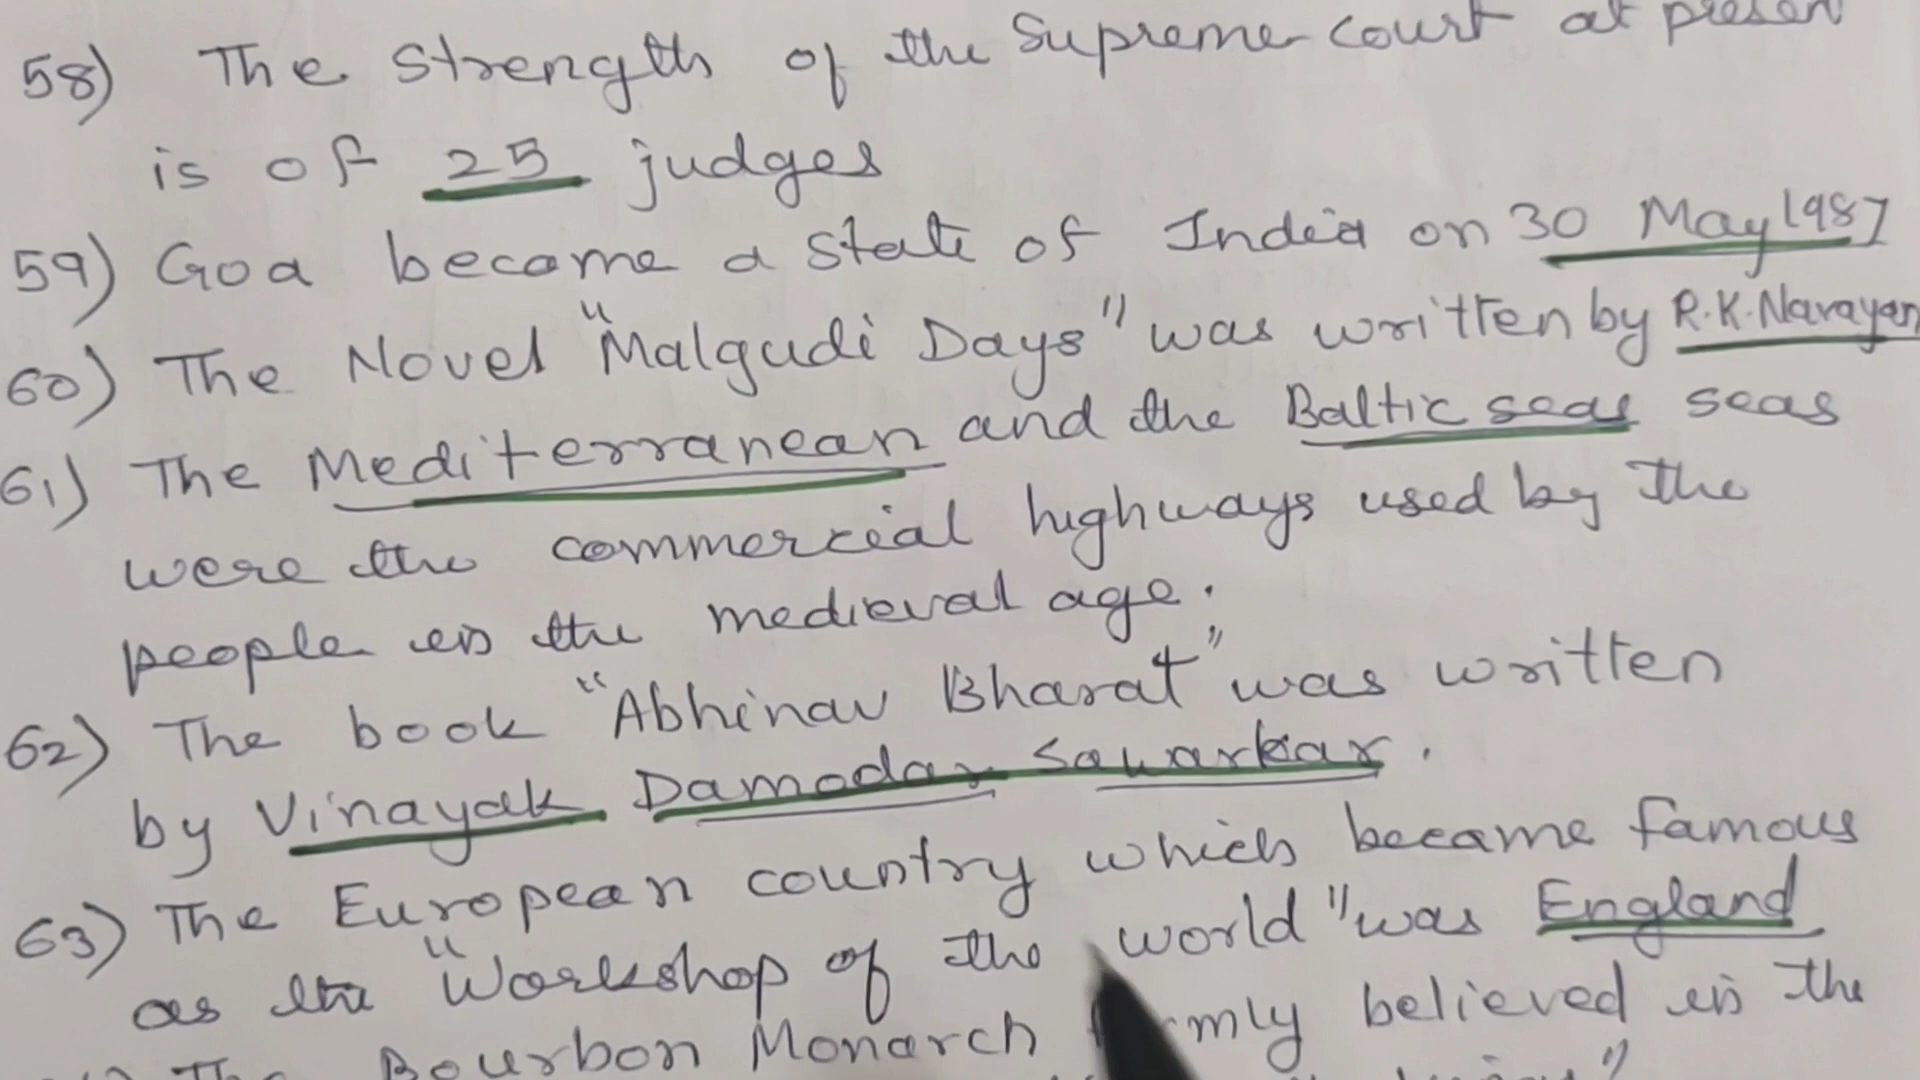 58) The strength of the Supreme court at present
is of 25 judges
59) Goa became a state of India on 30 May 1987
60) The Novel "Malgudi Days" was written by R.K.Narayan
61) The Mediterranean and the Baltic seas seas
were the commercial highways used by the
people in the medieval age.
62) The book "Abhinav Bharat" was written
by Vinayak Damodar Sawarkar.
63) The European country which became famous
as the "Workshop of the world" was England
The Bourbon Monarch believed in the